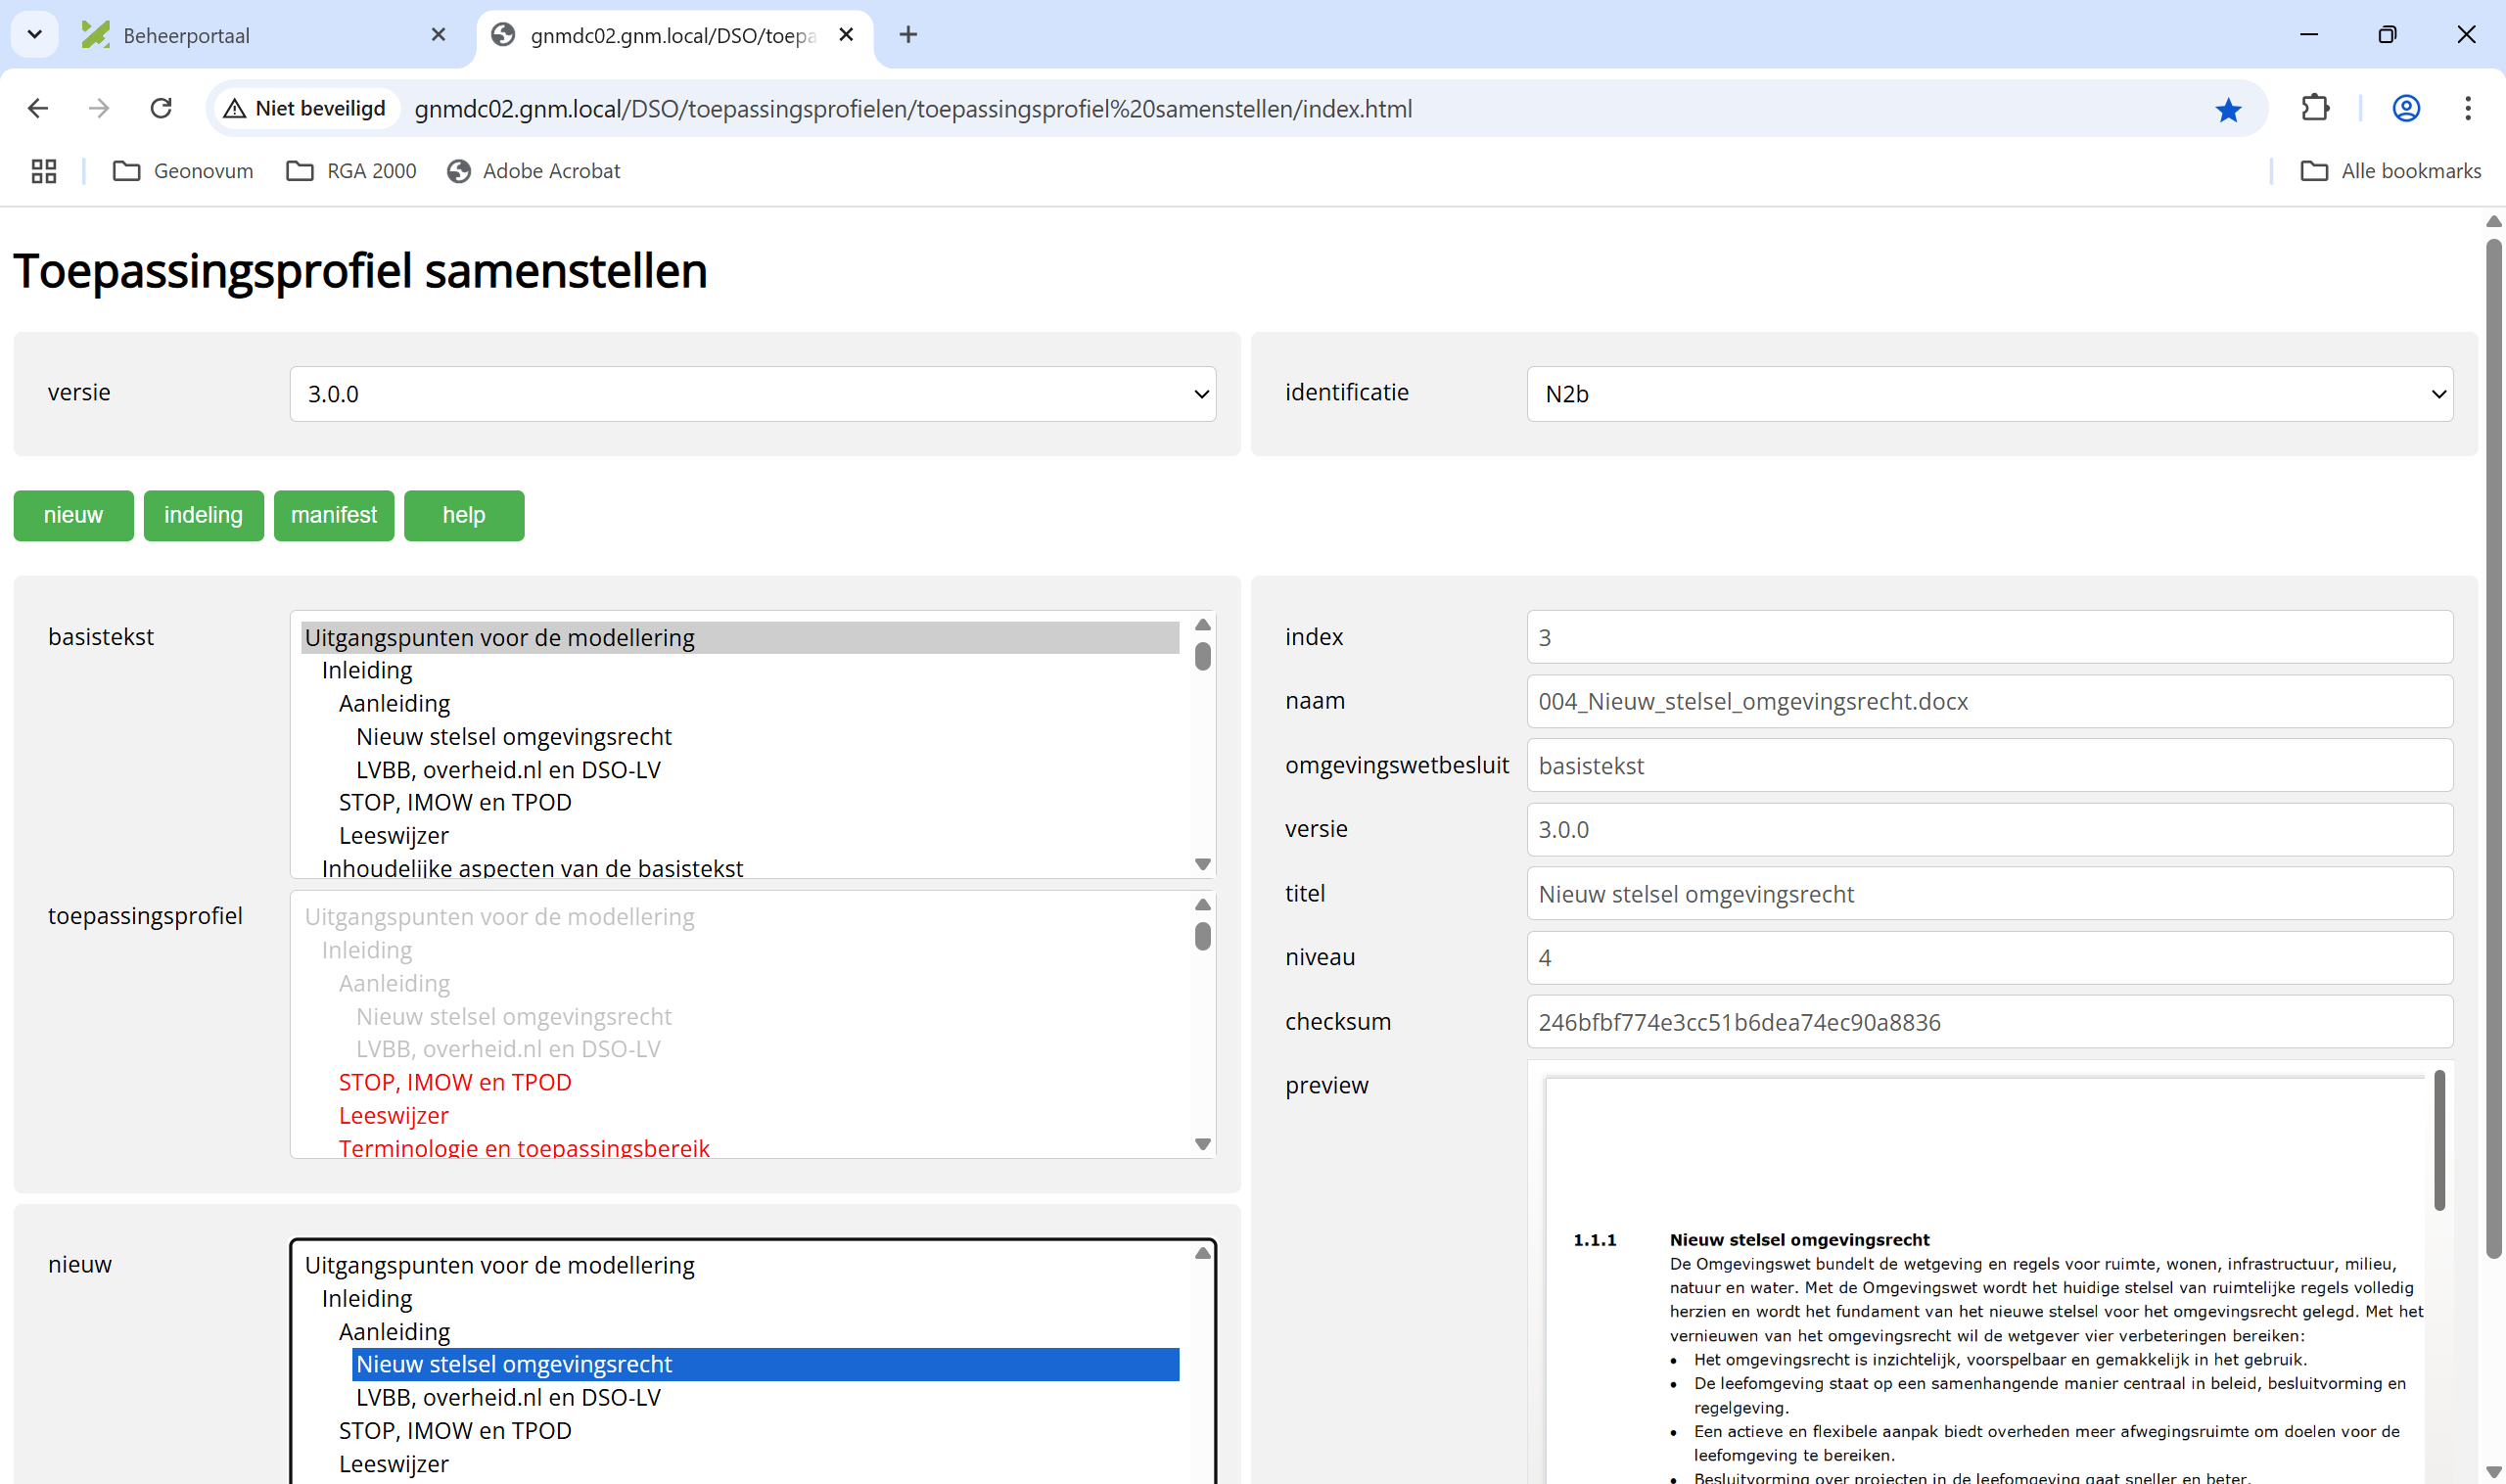 Beheerportaal
gnmdc02.gnm.local/DSO/toepa
Niet beveiligd
gnmdc02.gnm.local/DSO/toepassingsprofielen/toepassingsprofiel%20samenstellen/index.html
Geonovum
RGA 2000
Adobe Acrobat
Alle bookmarks
Toepassingsprofiel samenstellen
versie
3.0.0
identificatie
N2b
nieuw
indeling
manifest
help
basistekst
Uitgangspunten voor de modellering
Inleiding
Aanleiding
Nieuw stelsel omgevingsrecht
LVBB, overheid.nl en DSO-LV
STOP, IMOW en TPOD
Leeswijzer
Inhoudelijke aspecten van de basistekst
toepassingsprofiel
Uitgangspunten voor de modellering
Inleiding
Aanleiding
Nieuw stelsel omgevingsrecht
LVBB, overheid.nl en DSO-LV
STOP, IMOW en TPOD
Leeswijzer
Terminologie en toepassingsbereik
nieuw
Uitgangspunten voor de modellering
Inleiding
Aanleiding
Nieuw stelsel omgevingsrecht
LVBB, overheid.nl en DSO-LV
STOP, IMOW en TPOD
Leeswijzer
index
3
naam
004_Nieuw_stelsel_omgevingsrecht.docx
omgevingswetbesluit
basistekst
versie
3.0.0
titel
Nieuw stelsel omgevingsrecht
niveau
4
checksum
246bfbf774e3cc51b6dea74ec90a8836
preview
1.1.1 Nieuw stelsel omgevingsrecht
De Omgevingswet bundelt de wetgeving en regels voor ruimte, wonen, infrastructuur, milieu,
natuur en water. Met de Omgevingswet wordt het huidige stelsel van ruimtelijke regels volledig
herzien en wordt het fundament van het nieuwe stelsel voor het omgevingsrecht gelegd. Met het
vernieuwen van het omgevingsrecht wil de wetgever vier verbeteringen bereiken:
• Het omgevingsrecht is inzichtelijk, voorspelbaar en gemakkelijk in het gebruik.
• De leefomgeving staat op een samenhangende manier centraal in beleid, besluitvorming en
regelgeving.
• Een actieve en flexibele aanpak biedt overheden meer afwegingsruimte om doelen voor de
leefomgeving te bereiken.
• Besluitvorming over projecten in de leefomgeving gaat sneller en beter.